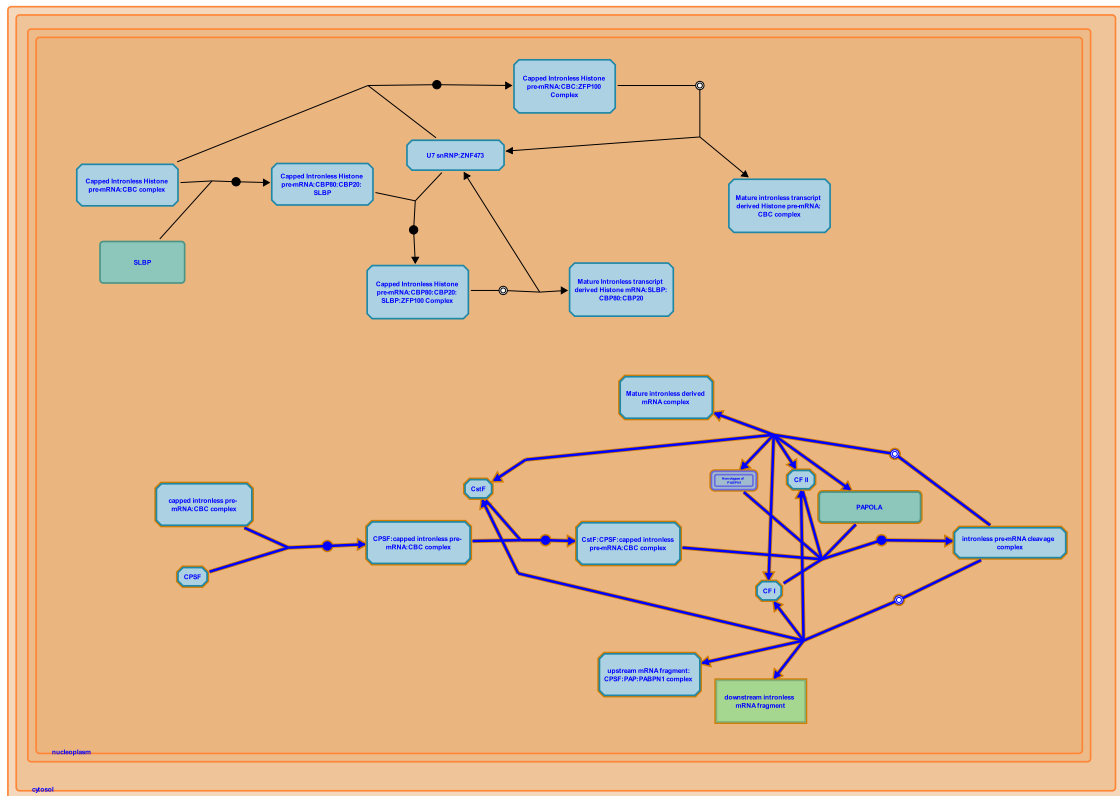 Capped Intronless Histone
pre-mRNA:CBC:ZFP100
Complex
U7 snRNP:ZNF473
Capped Intronless Histone
pre-mRNA:CBC complex
Capped Intronless Histone
pre-mRNA:CBP80:CBP20:
SLBP
Mature intronless transcript
derived Histone pre-mRNA:
CBC complex
SLBP
Capped Intronless Histone
pre-mRNA:CBP80:CBP20:
SLBP:ZFP100 Complex
Mature Intronless transcript
derived Histone mRNA:SLBP:
CBP80:CBP20
Mature intronless derived
mRNA complex
CstF
CF II
capped intronless pre-
mRNA:CBC complex
PAPOLA
CPSF:capped intronless pre-
mRNA:CBC complex
CstF:CPSF:capped intronless
pre-mRNA:CBC complex
intronless pre-mRNA cleavage
complex
CPSF
CF I
upstream mRNA fragment:
CPSF:PAP:PABPN1 complex
downstream intronless
mRNA fragment
nucleoplasm
cytosol